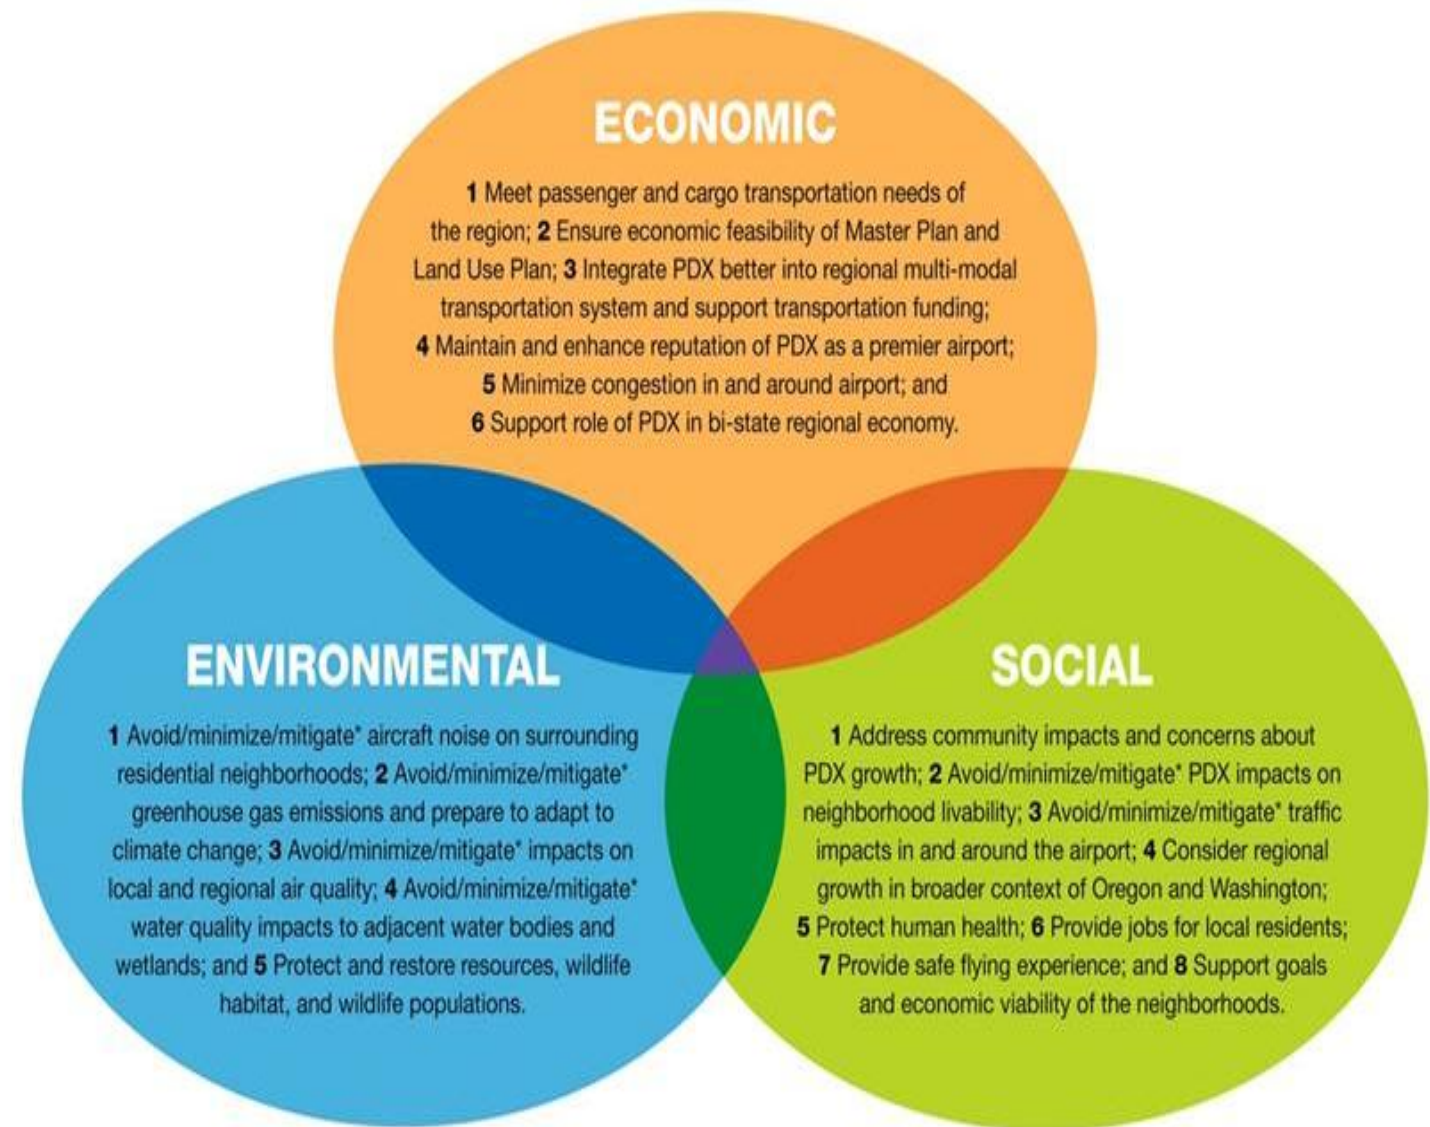 ECONOMIC
1 Meet passenger and cargo transportation needs of
the region; 2 Ensure economic feasibility of Master Plan and
Land Use Plan; 3 Integrate PDX better into regional multi-modal
transportation system and support transportation funding;
4 Maintain and enhance reputation of PDX as a premier airport;
5 Minimize congestion in and around airport; and
6 Support role of PDX in bi-state regional economy.
ENVIRONMENTAL
1 Avoid/minimize/mitigate* aircraft noise on surrounding
residential neighborhoods; 2 Avoid/minimize/mitigate*
greenhouse gas emissions and prepare to adapt to
climate change; 3 Avoid/minimize/mitigate* impacts on
local and regional air quality; 4 Avoid/minimize/mitigate*
water quality impacts to adjacent water bodies and
wetlands; and 5 Protect and restore resources, wildlife
habitat, and wildlife populations.
SOCIAL
1 Address community impacts and concerns about
PDX growth; 2 Avoid/minimize/mitigate* PDX impacts on
neighborhood livability; 3 Avoid/minimize/mitigate* traffic
impacts in and around the airport; 4 Consider regional
growth in broader context of Oregon and Washington;
5 Protect human health; 6 Provide jobs for local residents;
7 Provide safe flying experience; and 8 Support goals
and economic viability of the neighborhoods.